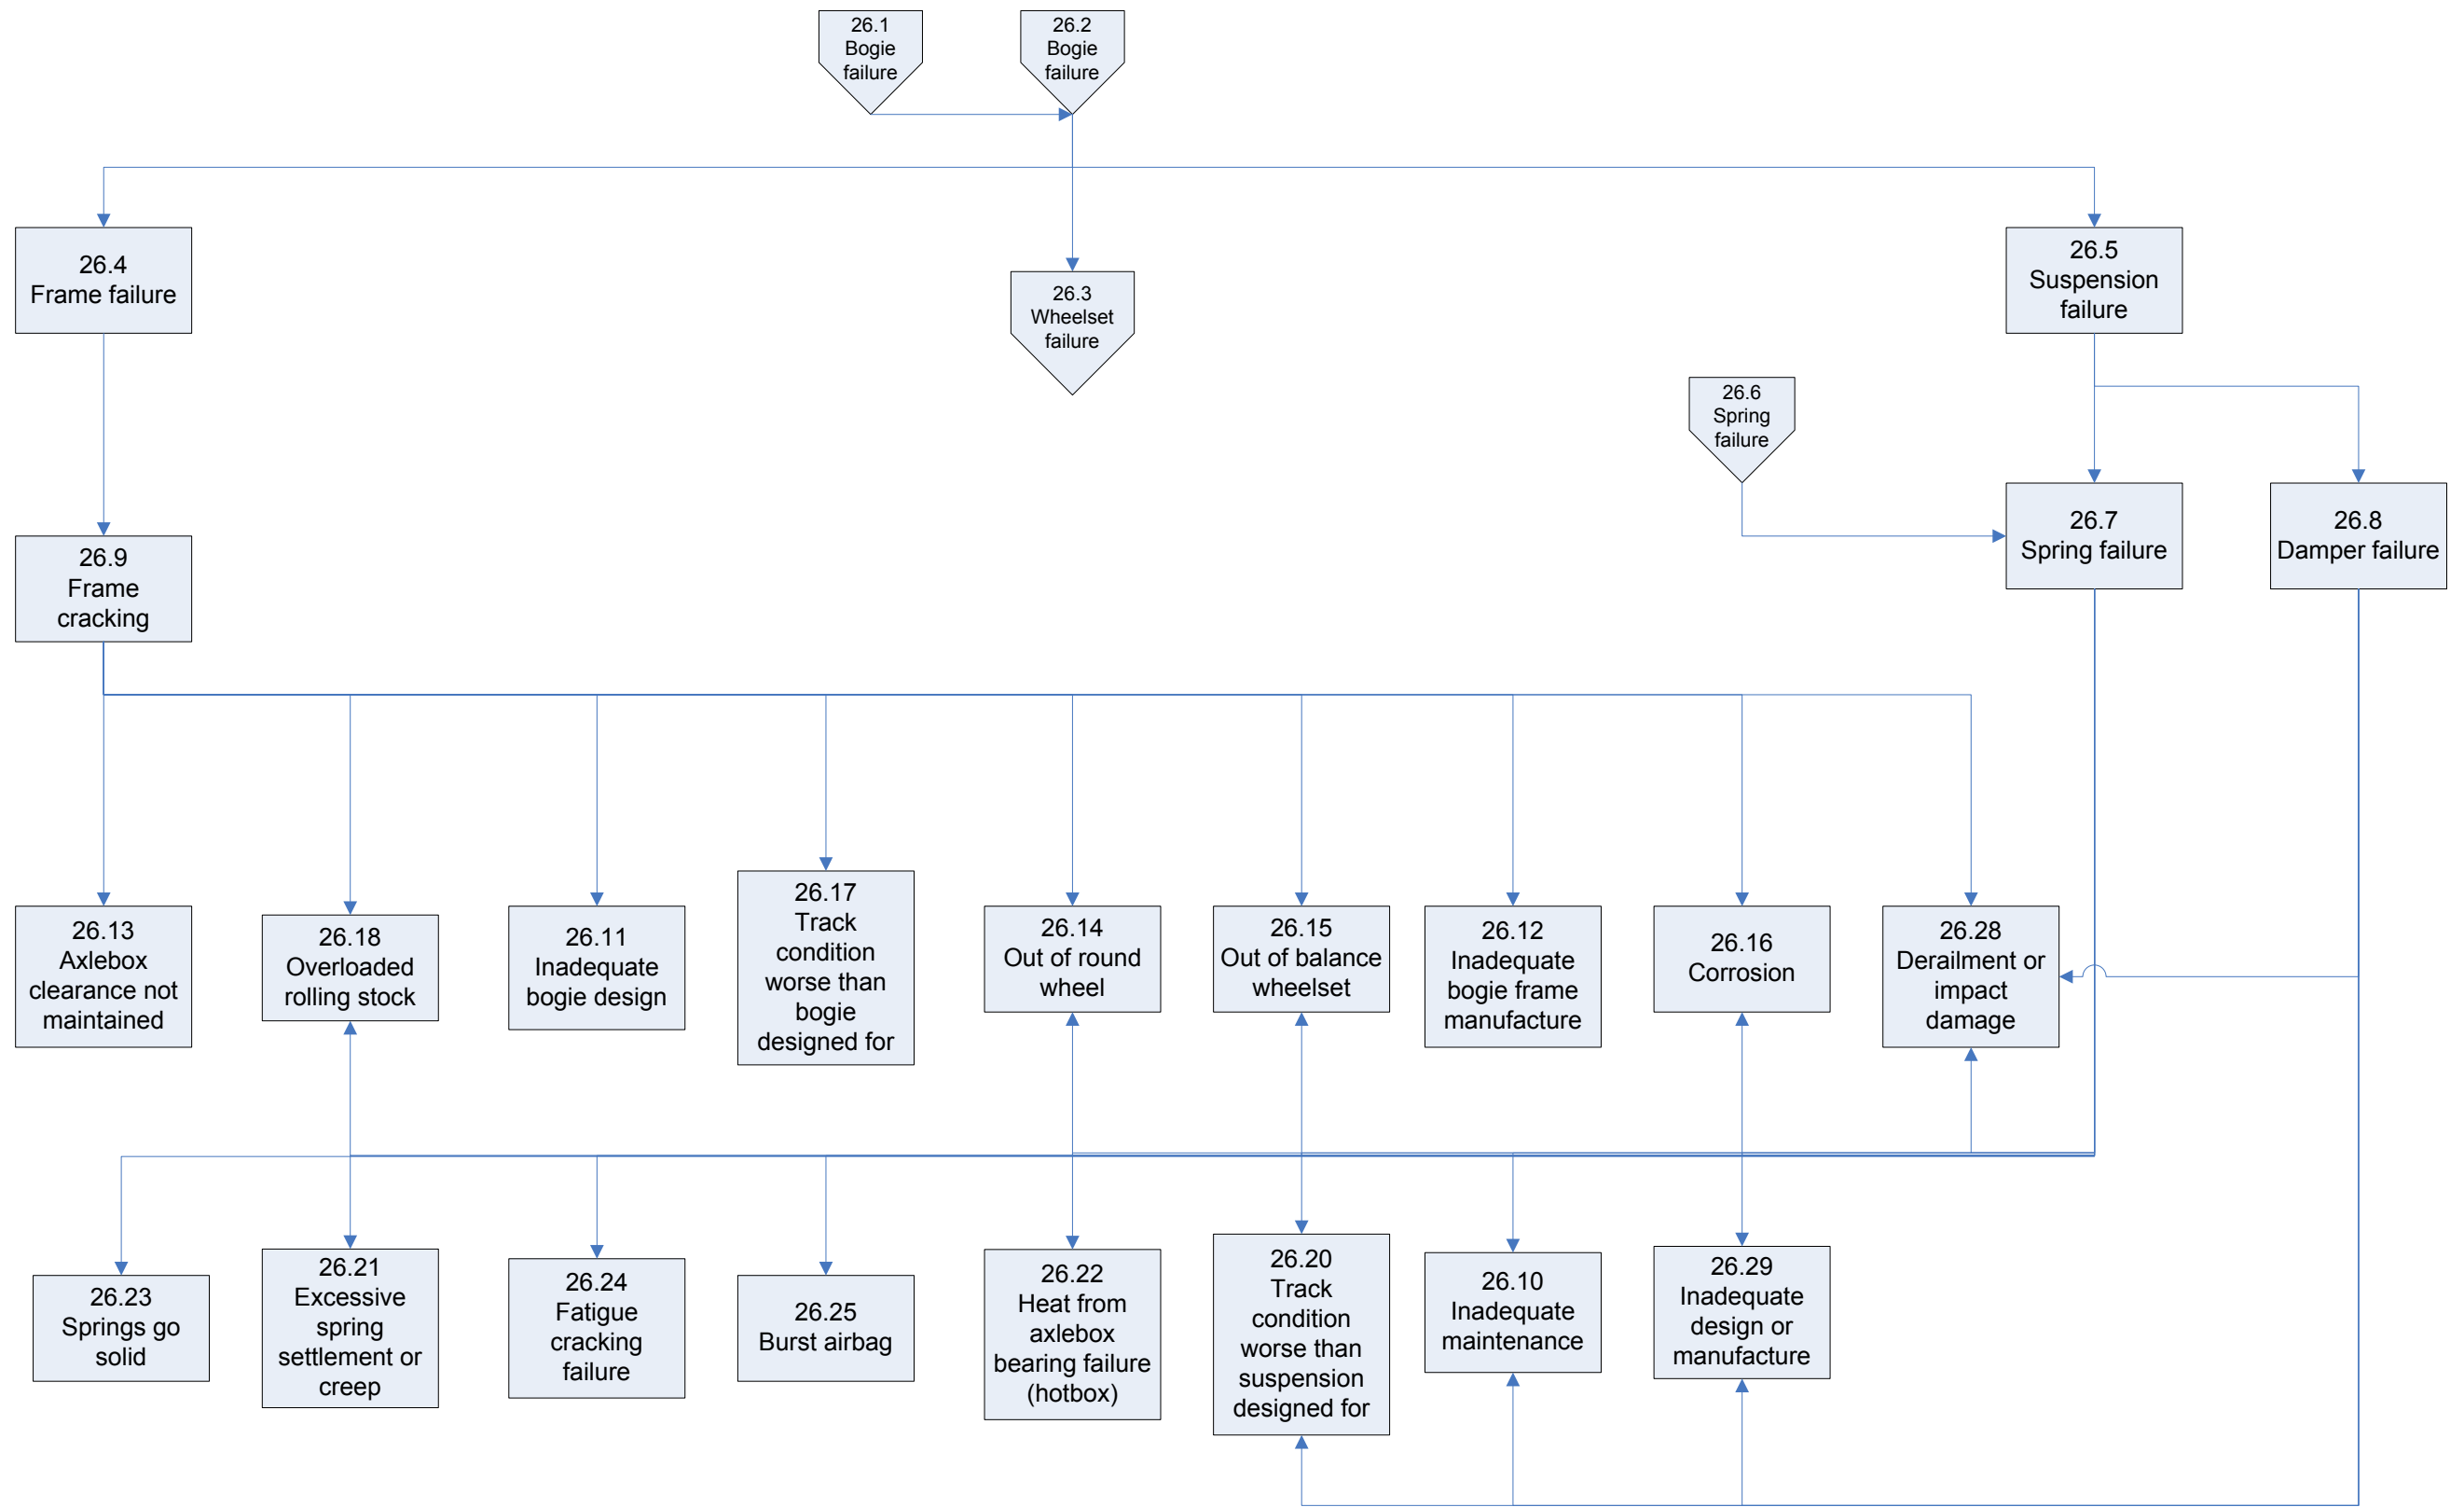 26.1
Bogie
failure
26.2
Bogie
failure
26.4
Frame failure
26.3
Wheelset
failure
26.5
Suspension
failure
26.6
Spring
failure
26.7
Spring failure
26.8
Damper failure
26.9
Frame
cracking
26.13
Axlebox
clearance not
maintained
26.18
Overloaded
rolling stock
26.11
Inadequate
bogie design
26.17
Track
condition
worse than
bogie
designed for
26.14
Out of round
wheel
26.15
Out of balance
wheelset
26.12
Inadequate
bogie frame
manufacture
26.16
Corrosion
26.28
Derailment or
impact
damage
26.23
Springs go
solid
26.21
Excessive
spring
settlement or
creep
26.24
Fatigue
cracking
failure
26.25
Burst airbag
26.22
Heat from
axlebox
bearing failure
(hotbox)
26.20
Track
condition
worse than
suspension
designed for
26.10
Inadequate
maintenance
26.29
Inadequate
design or
manufacture